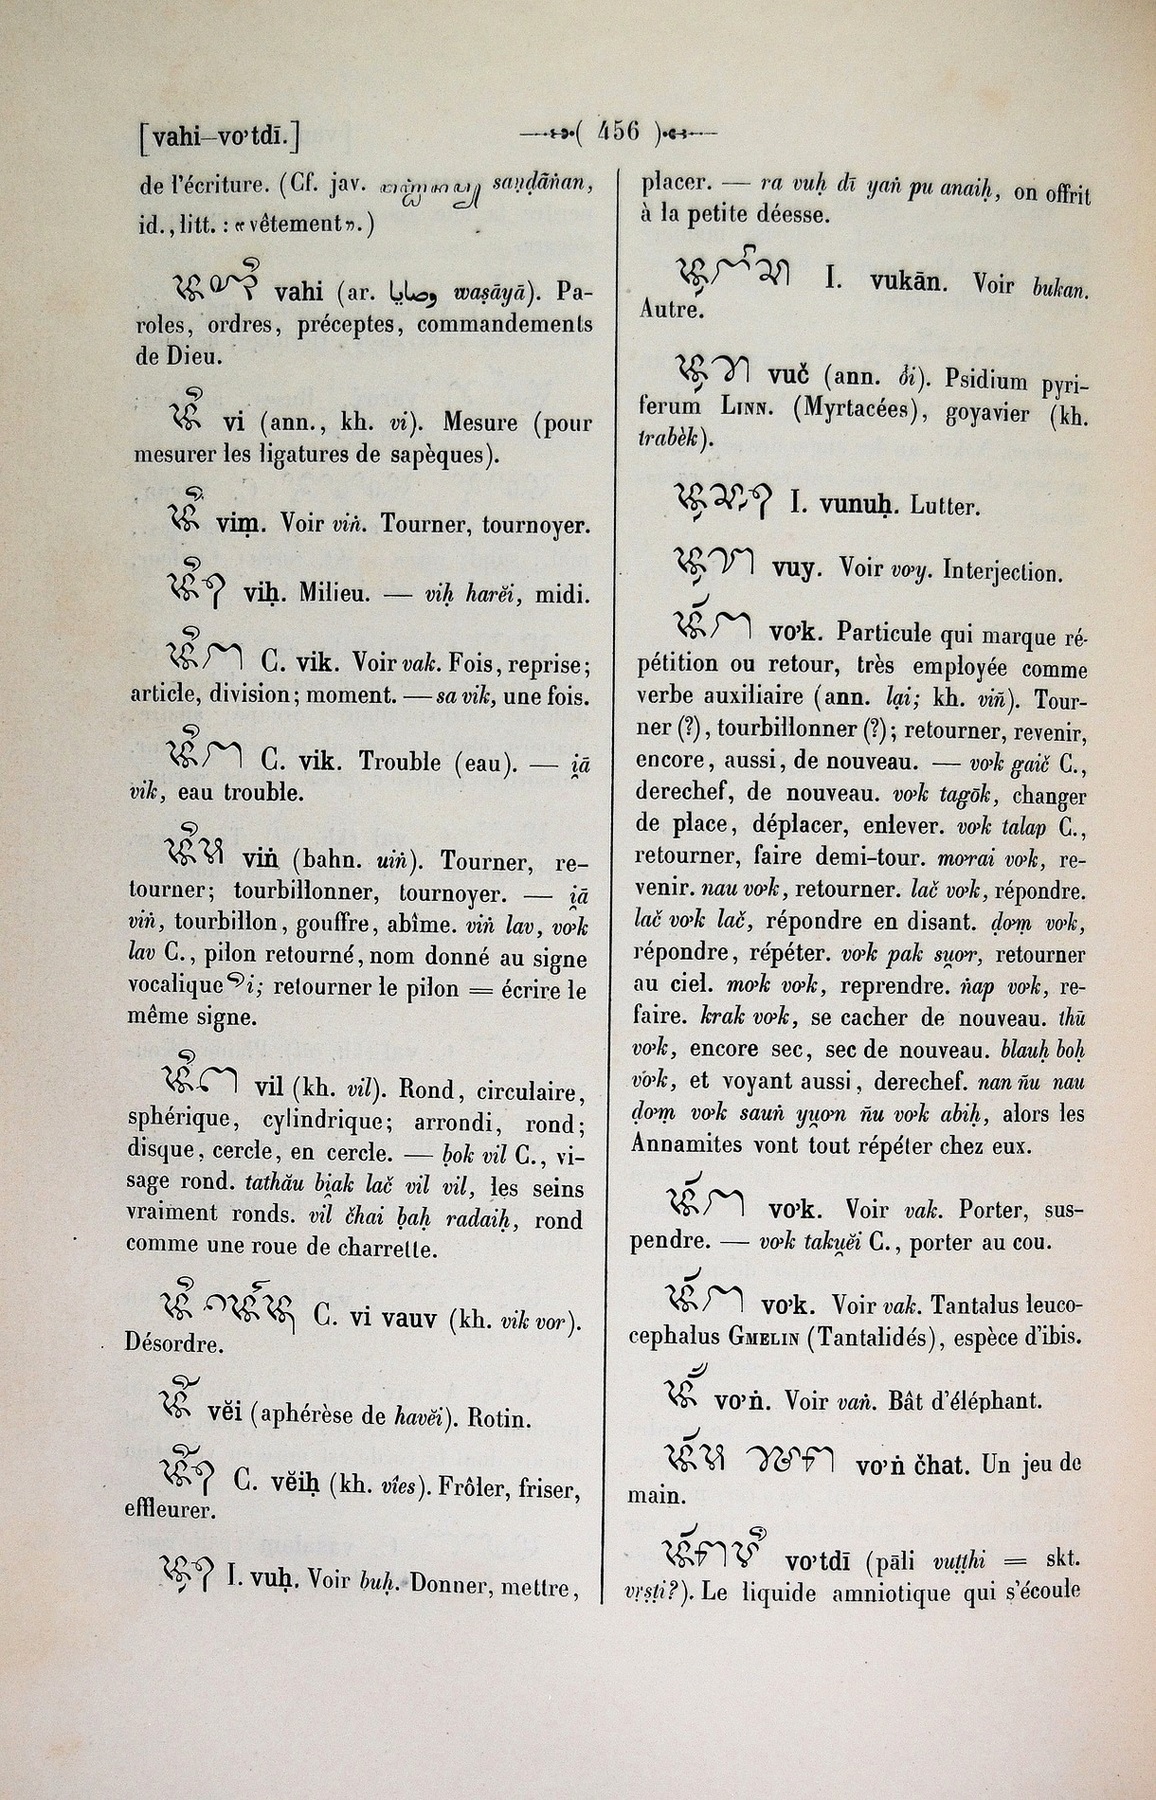 [vahi–vo’tdī.]
( 456 )
de l’écriture. (Cf. jav. saṇḍāṅan,
id., litt. : «vêtement».)
vahi (ar. وصايا waṣāyā). Pa-
roles, ordres, préceptes, commandements
de Dieu.
vi (ann., kh. vi). Mesure (pour
mesurer les ligatures de sapèques).
viṃ. Voir viṅ. Tourner, tournoyer.
viḥ. Milieu. — viḥ harĕi, midi.
C. vik. Voir vak. Fois, reprise;
article, division; moment. — sa vik, une fois.
C. vik. Trouble (eau). — i̯ā
vik, eau trouble.
viṅ (bahn. uiṅ). Tourner, re-
tourner; tourbillonner, tournoyer. — i̯ā
viṅ, tourbillon, gouffre, abîme. viṅ lav, vo’k
lav C., pilon retourné, nom donné au signe
vocalique i; retourner le pilon = écrire le
même signe.
vil (kh. vil). Rond, circulaire,
sphérique, cylindrique; arrondi, rond;
disque, cercle, en cercle. — ḅok vil C., vi-
sage rond. tathău bi̯ak lač vil vil, les seins
vraiment ronds. vil čhai ḅaḥ radaiḥ, rond
comme une roue de charrette.
C. vi vauv (kh. vik vor).
Désordre.
vĕi (aphérèse de havĕi). Rotin.
C. vĕiḥ (kh. vîes). Frôler, friser,
effleurer.
I. vuḥ. Voir buḥ. Donner, mettre,
placer. — ra vuḥ dī yaṅ pu anaiḥ, on offrit
à la petite déesse.
I. vukān. Voir bukan.
Autre.
vuč (ann. ỏi). Psidium pyri-
ferum Linn. (Myrtacées), goyavier (kh.
trabèk).
I. vunuḥ. Lutter.
vuy. Voir vo’y. Interjection.
vo’k. Particule qui marque ré-
pétition ou retour, très employée comme
verbe auxiliaire (ann. lại; kh. viñ). Tour-
ner (?), tourbillonner (?); retourner, revenir,
encore, aussi, de nouveau. — vo’k gaič C.,
derechef, de nouveau. vo’k tagōk, changer
de place, déplacer, enlever. vo’k talap C.,
retourner, faire demi-tour. mo’rai vo’k, re-
venir. nau vo’k, retourner. lač vo’k, répondre.
lač vo’k lač, répondre en disant. ḍo’ṃ vo’k,
répondre, répéter. vo’k pak su̯o’r, retourner
au ciel. mo’k vo’k, reprendre. ṅap vo’k, re-
faire. krak vo’k, se cacher de nouveau. thū
vo’k, encore sec, sec de nouveau. blauḥ boḥ
vo’k, et voyant aussi, derechef. nan ñu nau
ḍo’ṃ vo’k sauṅ yu̯o’n ñu vo’k abiḥ, alors les
Annamites vont tout répéter chez eux.
vo’k. Voir vak. Porter, sus-
pendre. — vo’k taku̯ĕi C., porter au cou.
vo’k. Voir vak. Tantalus leuco-
cephalus Gmelin (Tantalidés), espèce d’ibis.
vo’ṅ. Voir vaṅ. Bât d’éléphant.
vo’ṅ čhat. Un jeu de
main.
vo’tdī (pāli vuṭṭhi = skt.
vṛṣṭi?). Le liquide amniotique qui s’écoule